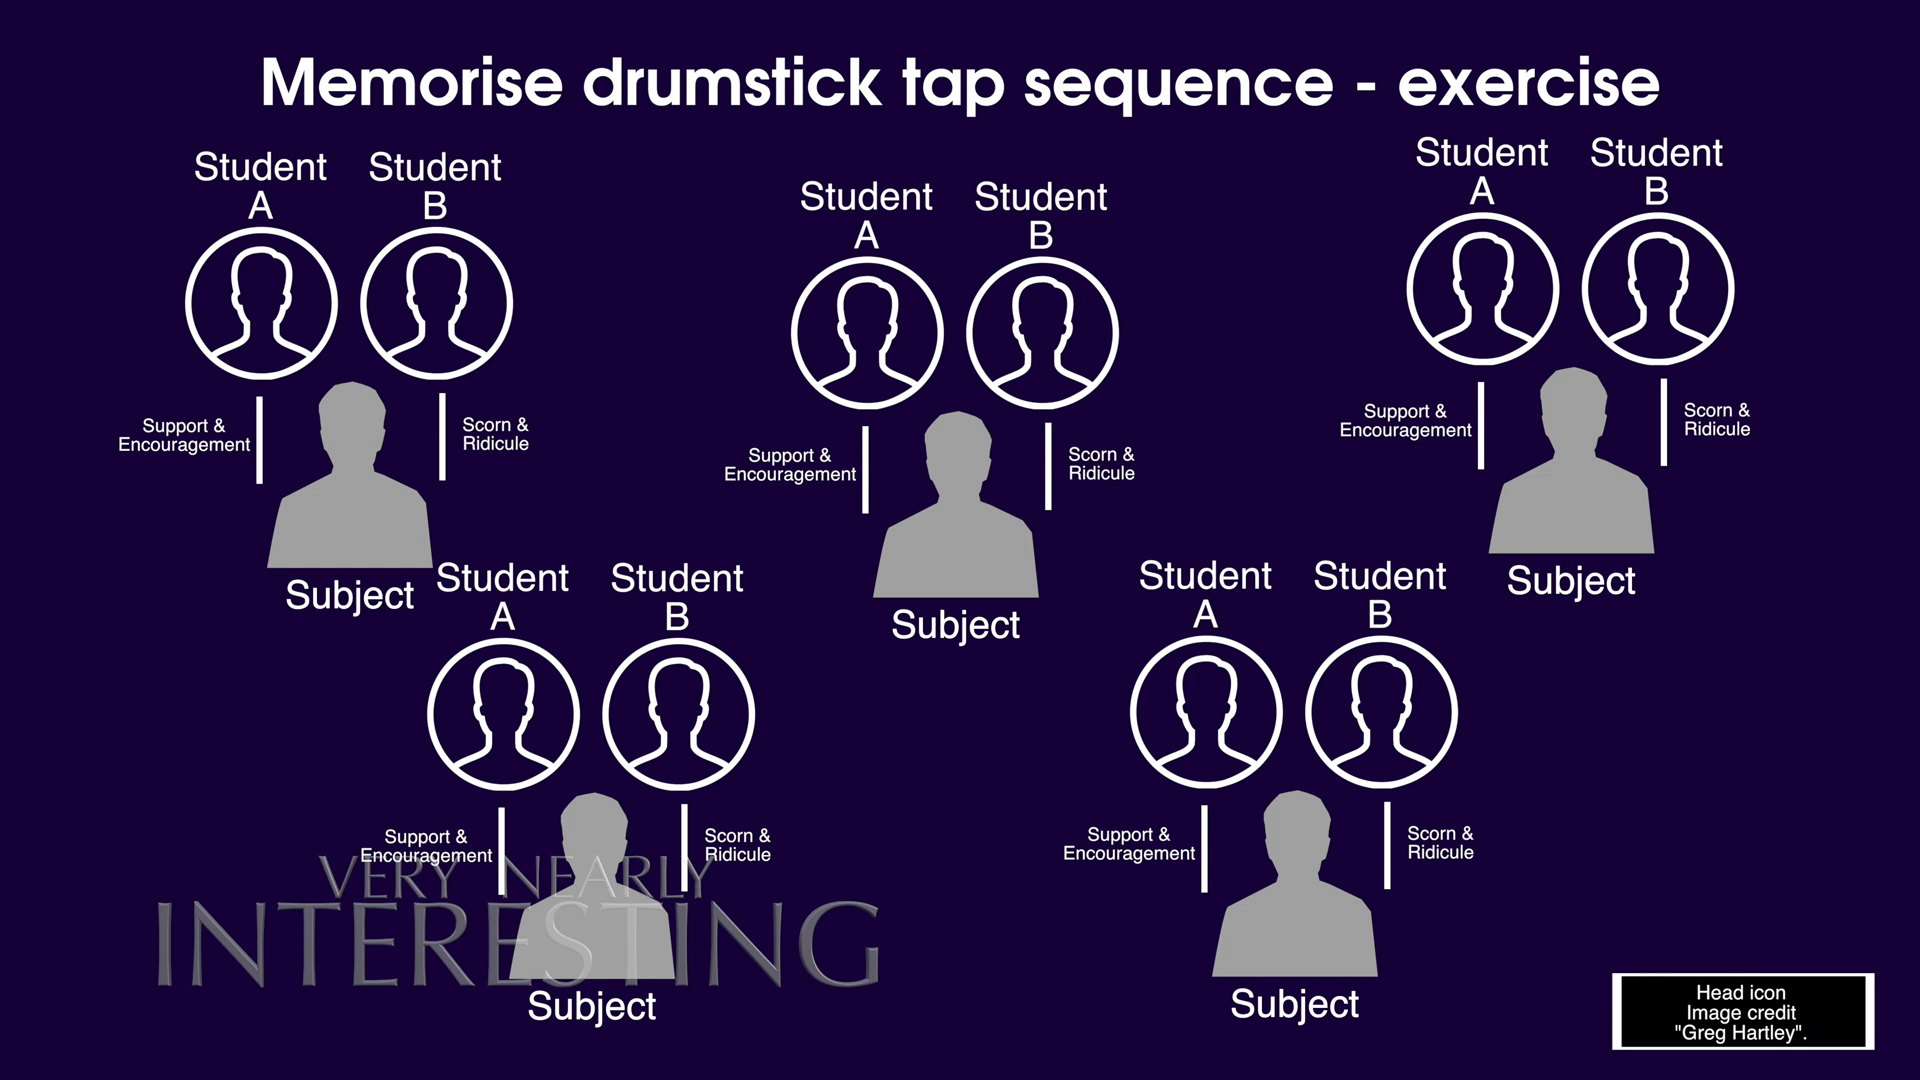 Memorise drumstick tap sequence - exercise
Student
A
Student
B
Support &
Encouragement
Scorn &
Ridicule
Subject
Student
A
Student
B
Support &
Encouragement
Scorn &
Ridicule
Subject
Student
A
Student
B
Support &
Encouragement
Scorn &
Ridicule
Subject
Student
A
Student
B
Support &
Encouragement
Scorn &
Ridicule
Subject
Student
A
Student
B
Support &
Encouragement
Scorn &
Ridicule
Subject
VERY NEARLY
INTERESTING
Head icon
Image credit
"Greg Hartley".